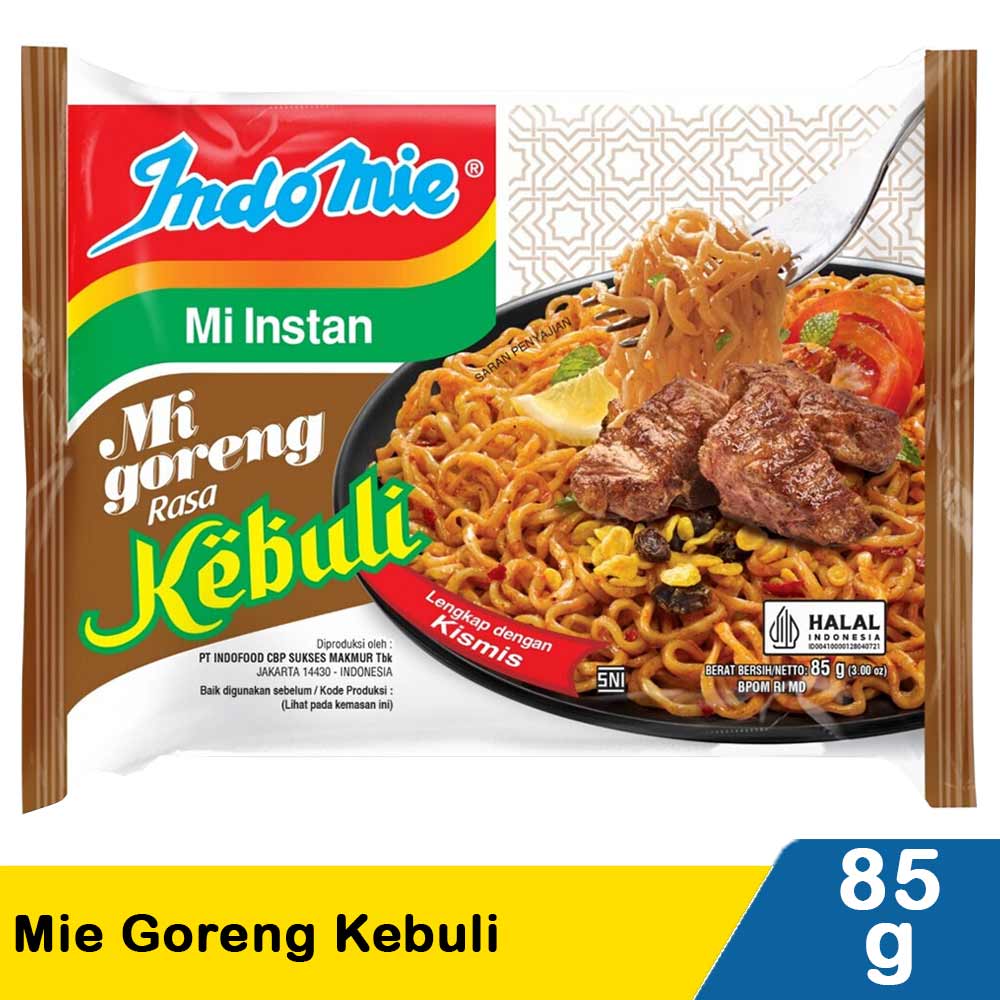 Indomie®
Mi Instan
Mi
goreng
Rasa
Kebuli
SARAN PENYAJIAN
Lengkap dengan
Kismis
Diproduksi oleh :
PT INDOFOOD CBP SUKSES MAKMUR Tbk
JAKARTA 14430 - INDONESIA
Baik digunakan sebelum / Kode Produksi :
(Lihat pada kemasan ini)
SNI
HALAL
INDONESIA
ID00410000128040721
BERAT BERSIH/NETTO: 85 g (3.00 oz)
BPOM RI MD
Mie Goreng Kebuli
85
g